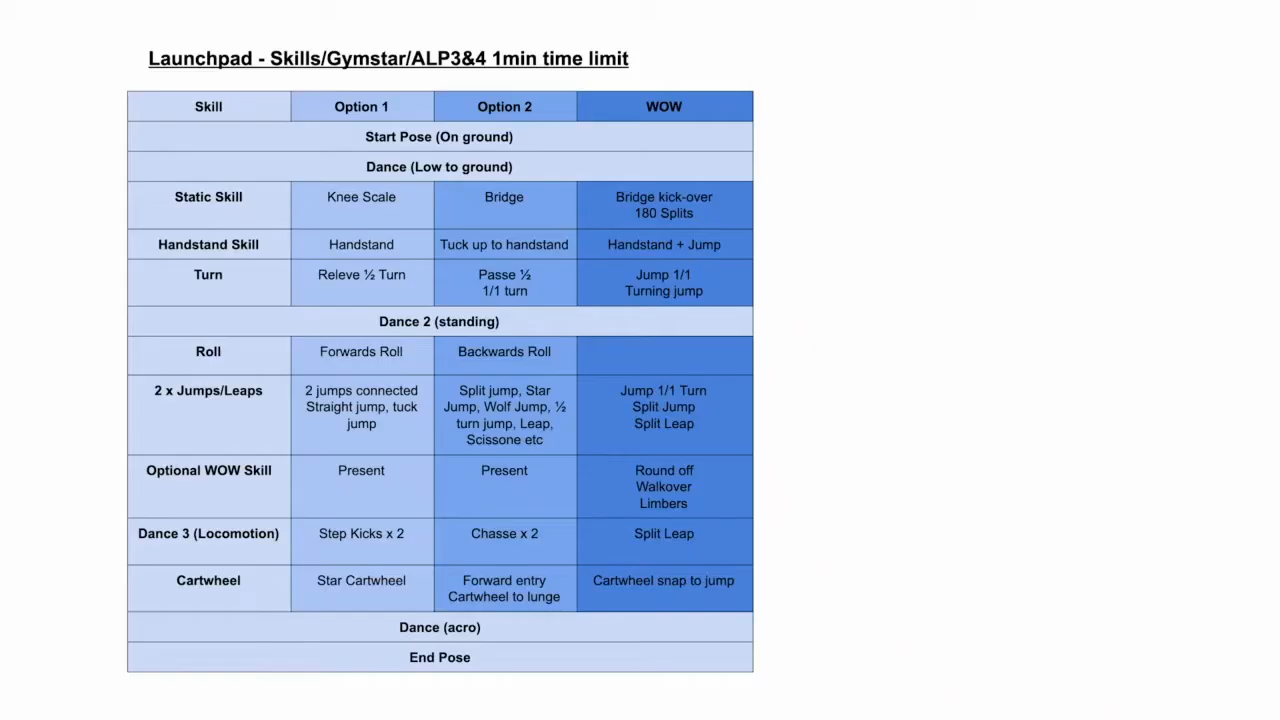 Launchpad - Skills/Gymstar/ALP3&4 1min time limit
Skill Option 1 Option 2 WOW
Start Pose (On ground)
Dance (Low to ground)
Static Skill Knee Scale Bridge Bridge kick-over
180 Splits
Handstand Skill Handstand Tuck up to handstand Handstand + Jump
Turn Releve ½ Turn Passe ½ Jump 1/1
1/1 turn Turning jump
Dance 2 (standing)
Roll Forwards Roll Backwards Roll
2 x Jumps/Leaps 2 jumps connected Split jump, Star Jump 1/1 Turn
Straight jump, tuck Jump, Wolf Jump, ½ Split Jump
jump turn jump, Leap, Split Leap
Scissone etc
Optional WOW Skill Present Present Round off
Walkover
Limbers
Dance 3 (Locomotion) Step Kicks x 2 Chasse x 2 Split Leap
Cartwheel Star Cartwheel Forward entry Cartwheel snap to jump
Cartwheel to lunge
Dance (acro)
End Pose